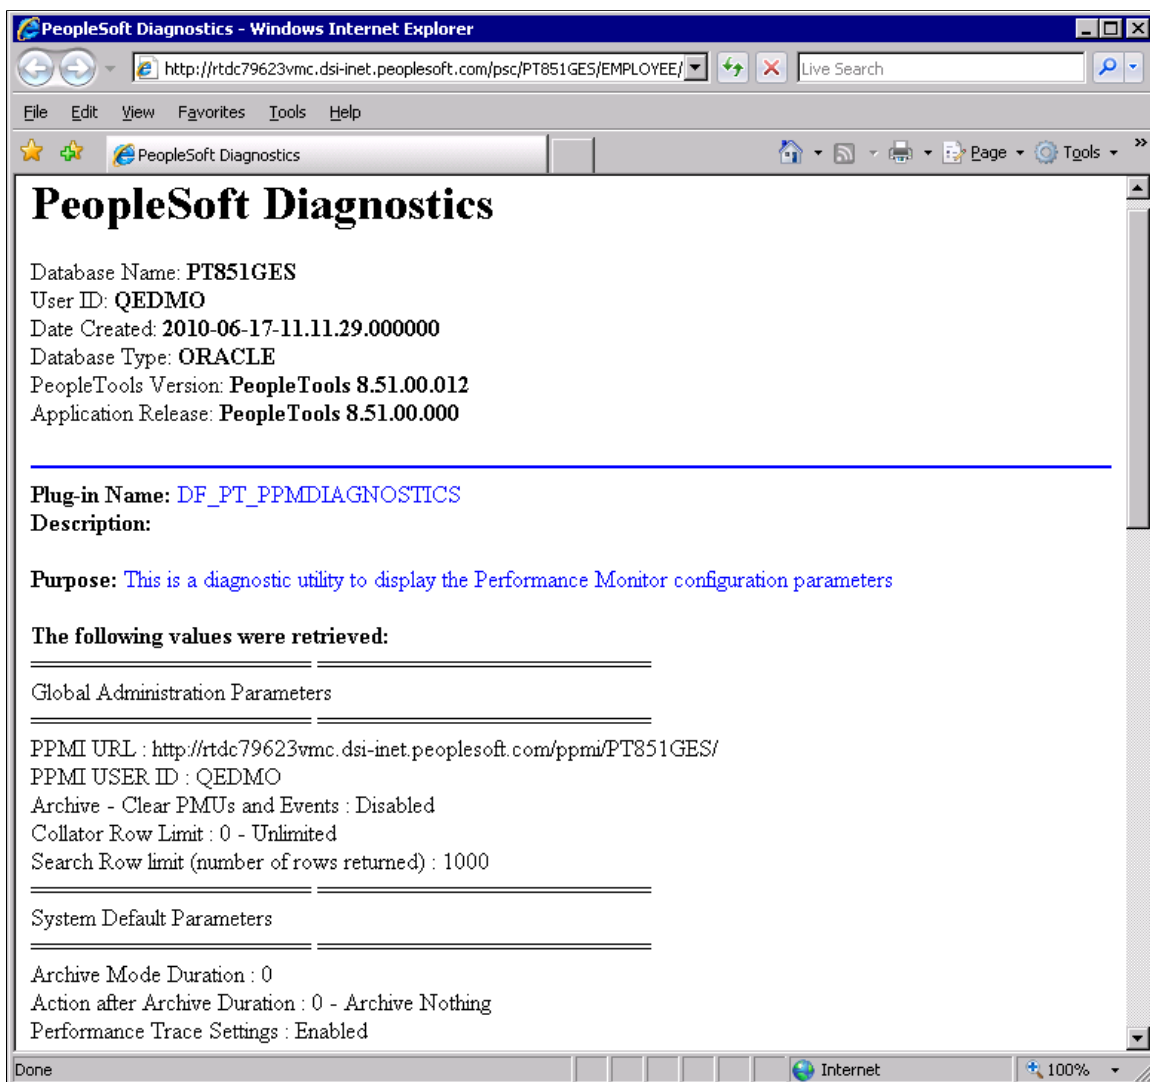 PeopleSoft Diagnostics - Windows Internet Explorer
http://rtdc79623vmc.dsi-inet.peoplesoft.com/psc/PT851GES/EMPLOYEE/
Live Search
File Edit View Favorites Tools Help
PeopleSoft Diagnostics
Page Tools »
PeopleSoft Diagnostics
Database Name: PT851GES
User ID: QEDMO
Date Created: 2010-06-17-11.11.29.000000
Database Type: ORACLE
PeopleTools Version: PeopleTools 8.51.00.012
Application Release: PeopleTools 8.51.00.000
Plug-in Name: DF_PT_PPMDIAGNOSTICS
Description:
Purpose: This is a diagnostic utility to display the Performance Monitor configuration parameters
The following values were retrieved:
Global Administration Parameters
PPMI URL : http://rtdc79623vmc.dsi-inet.peoplesoft.com/ppmi/PT851GES/
PPMI USER ID : QEDMO
Archive - Clear PMUs and Events : Disabled
Collator Row Limit : 0 - Unlimited
Search Row limit (number of rows returned) : 1000
System Default Parameters
Archive Mode Duration : 0
Action after Archive Duration : 0 - Archive Nothing
Performance Trace Settings : Enabled
Done Internet 100%